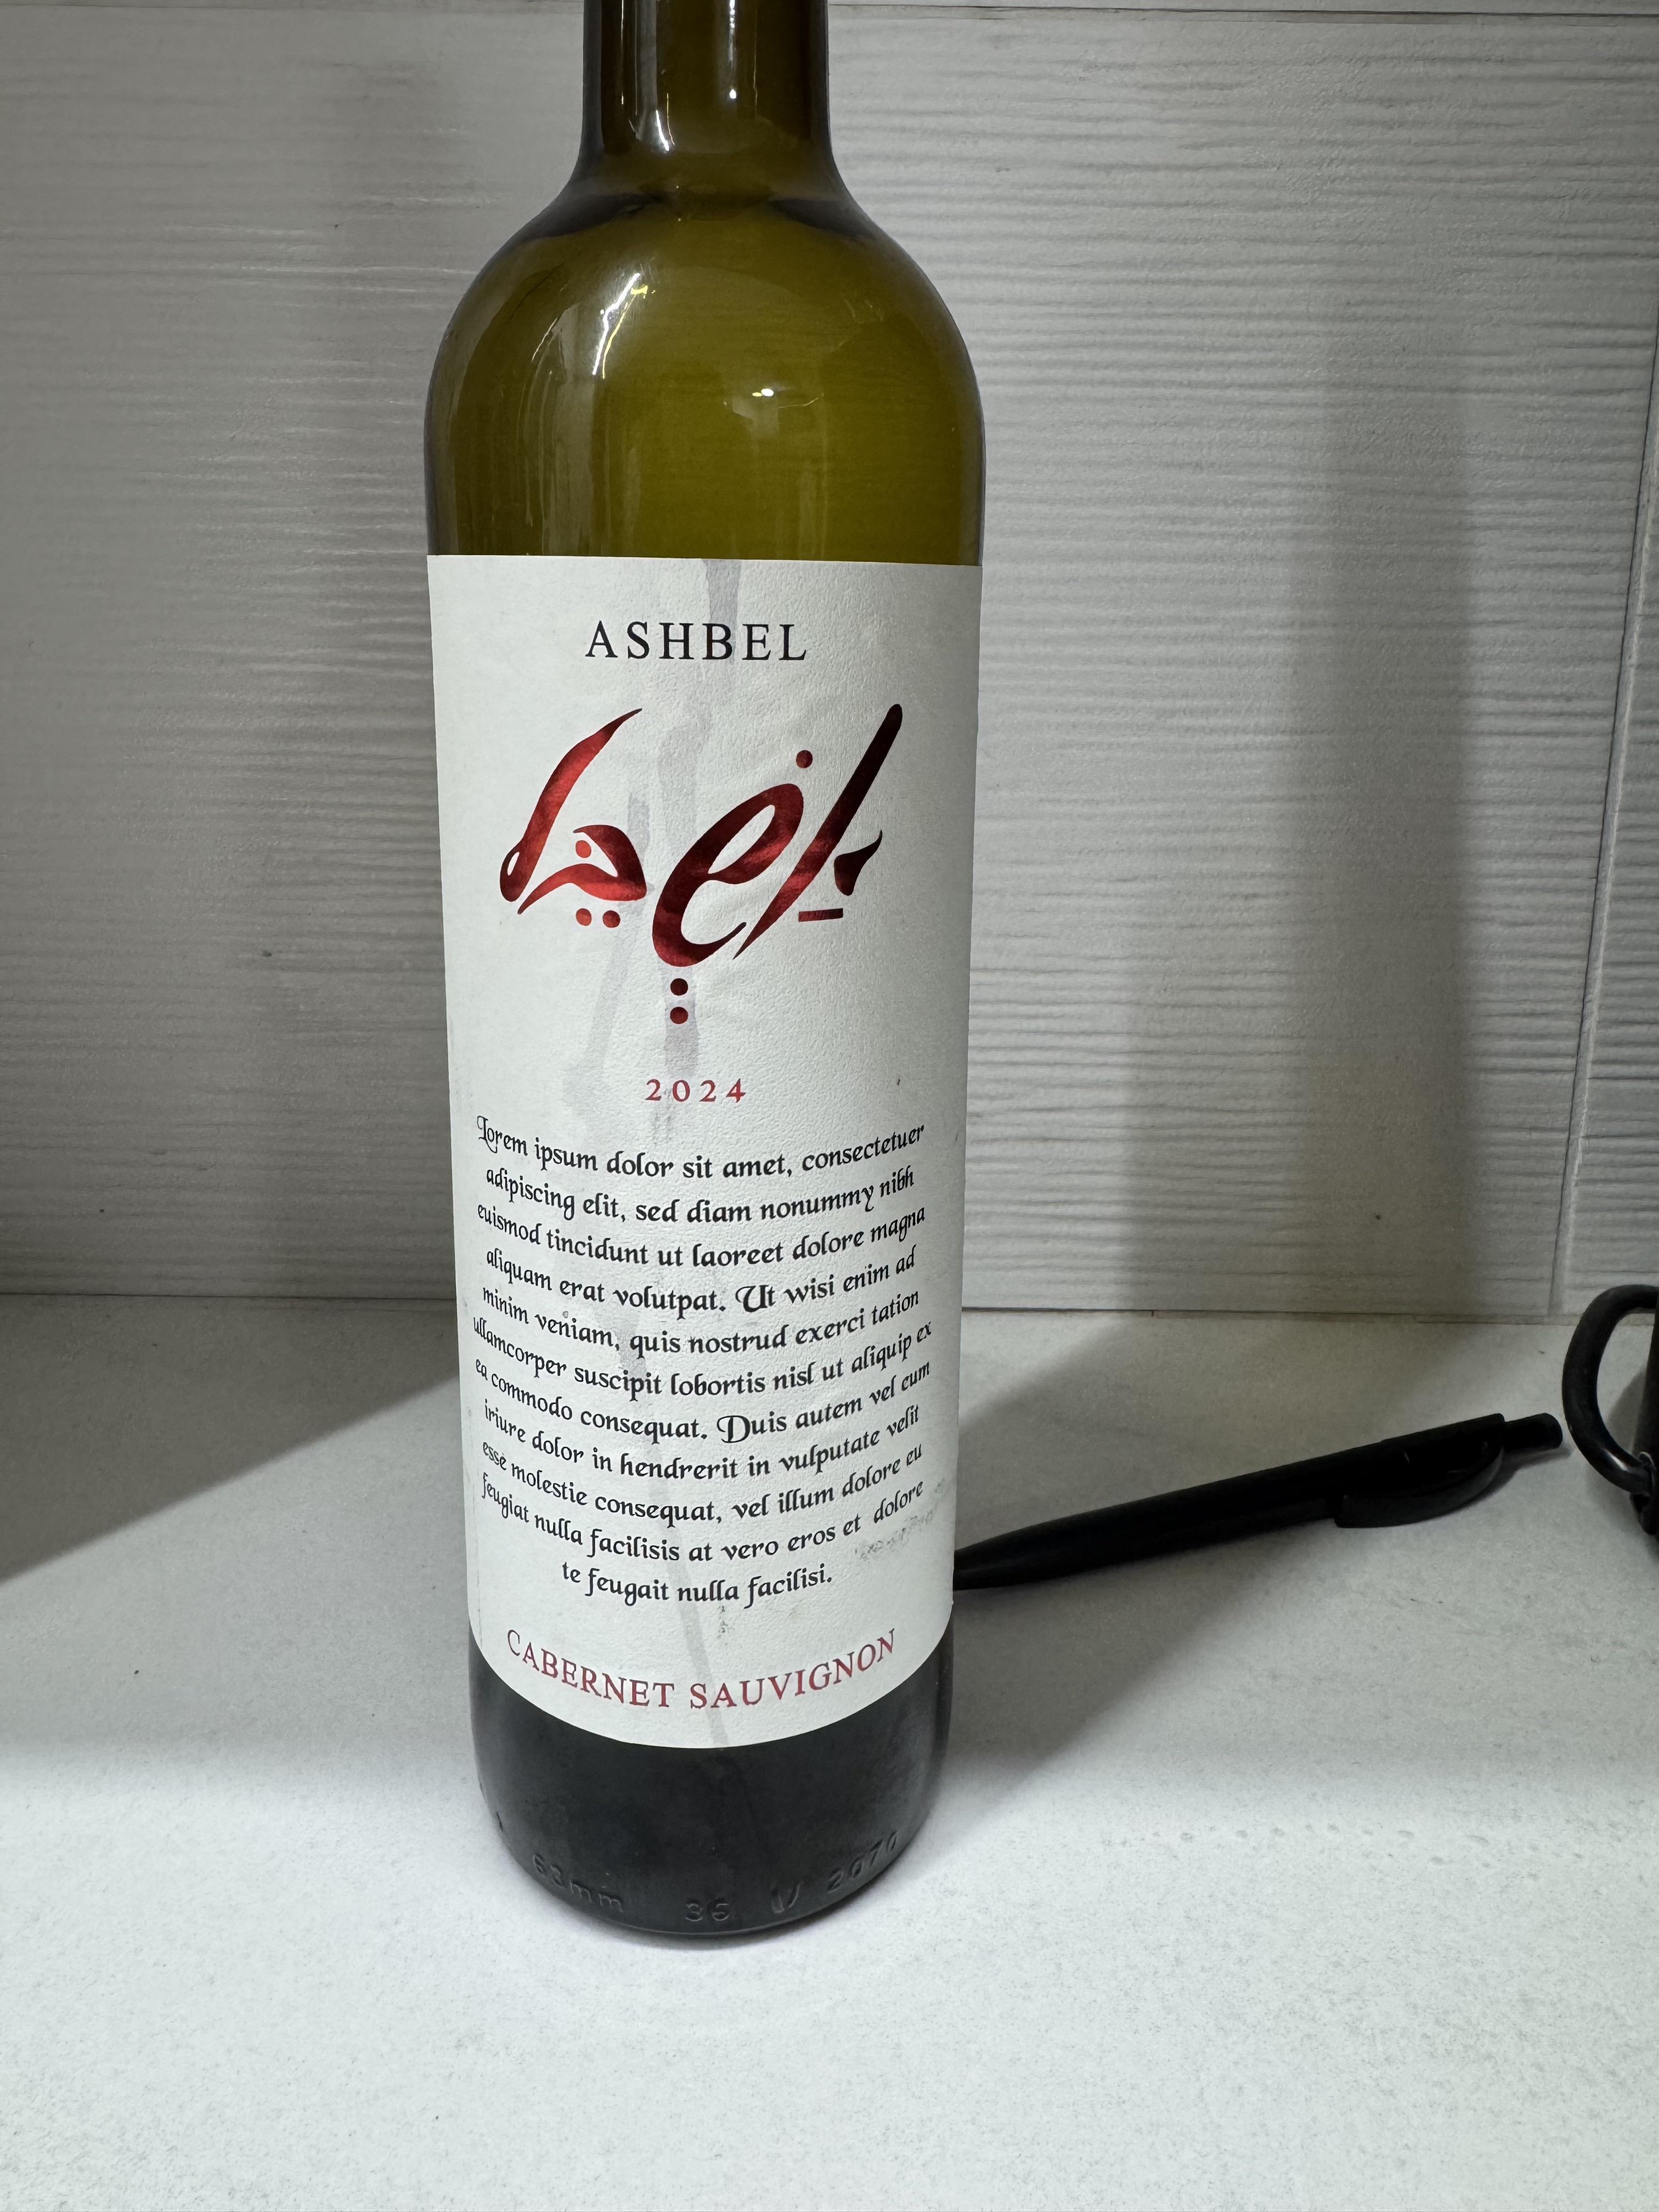 ASHBEL
2024
Lorem ipsum dolor sit amet, consectetuer
adipiscing elit, sed diam nonummy nibh
euismod tincidunt ut laoreet dolore magna
aliquam erat volutpat. Ut wisi enim ad
minim veniam, quis nostrud exerci tation
ullamcorper suscipit lobortis nisl ut aliquip ex
ea commodo consequat. Duis autem vel eum
iriure dolor in hendrerit in vulputate velit
esse molestie consequat, vel illum dolore eu
feugiat nulla facilisis at vero eros et dolore
te feugait nulla facilisi.
CABERNET SAUVIGNON
63mm 36